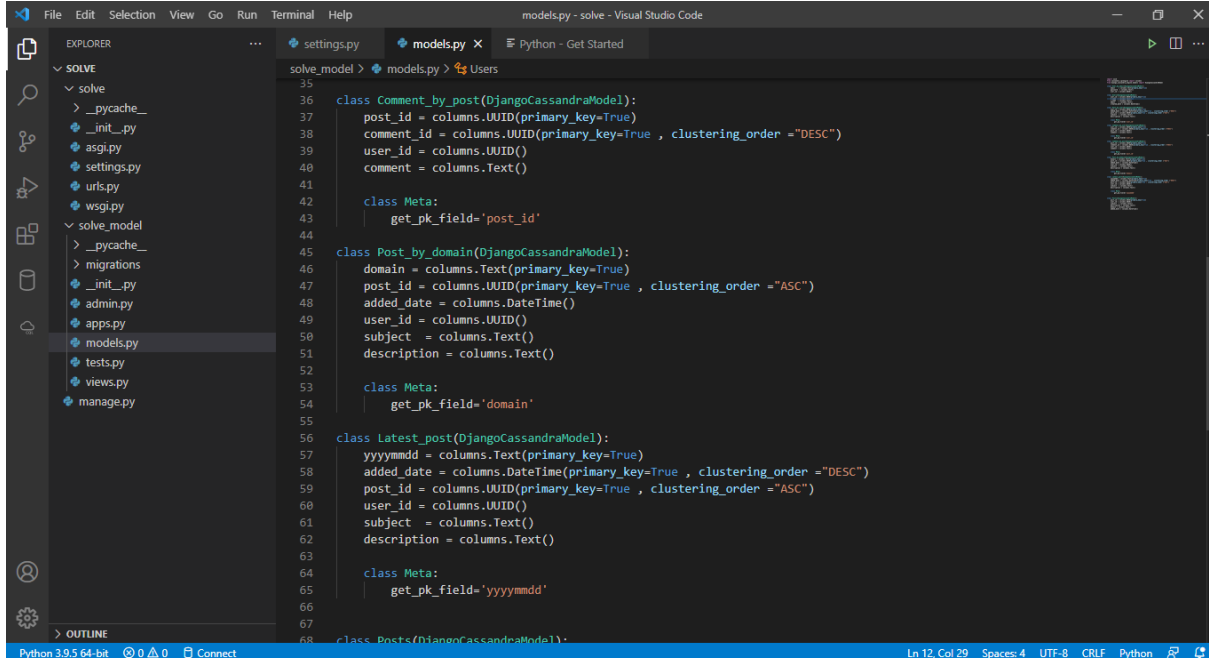 File Edit Selection View Go Run Terminal Help models.py - solve - Visual Studio Code
EXPLORER
SOLVE
solve
__pycache__
__init__.py
asgi.py
settings.py
urls.py
wsgi.py
solve_model
__pycache__
migrations
__init__.py
admin.py
apps.py
models.py
tests.py
views.py
manage.py
OUTLINE
settings.py models.py Python - Get Started
solve_model > models.py > Users
35
36 class Comment_by_post(DjangoCassandraModel):
37 post_id = columns.UUID(primary_key=True)
38 comment_id = columns.UUID(primary_key=True , clustering_order ="DESC")
39 user_id = columns.UUID()
40 comment = columns.Text()
41
42 class Meta:
43 get_pk_field='post_id'
44
45 class Post_by_domain(DjangoCassandraModel):
46 domain = columns.Text(primary_key=True)
47 post_id = columns.UUID(primary_key=True , clustering_order ="ASC")
48 added_date = columns.DateTime()
49 user_id = columns.UUID()
50 subject  = columns.Text()
51 description = columns.Text()
52
53 class Meta:
54 get_pk_field='domain'
55
56 class Latest_post(DjangoCassandraModel):
57 yyyymmdd = columns.Text(primary_key=True)
58 added_date = columns.DateTime(primary_key=True , clustering_order ="DESC")
59 post_id = columns.UUID(primary_key=True , clustering_order ="ASC")
60 user_id = columns.UUID()
61 subject  = columns.Text()
62 description = columns.Text()
63
64 class Meta:
65 get_pk_field='yyyymmdd'
66
67
68 class Posts(DjangoCassandraModel):
Python 3.9.5 64-bit 0 0 Connect Ln 12, Col 29 Spaces: 4 UTF-8 CRLF Python